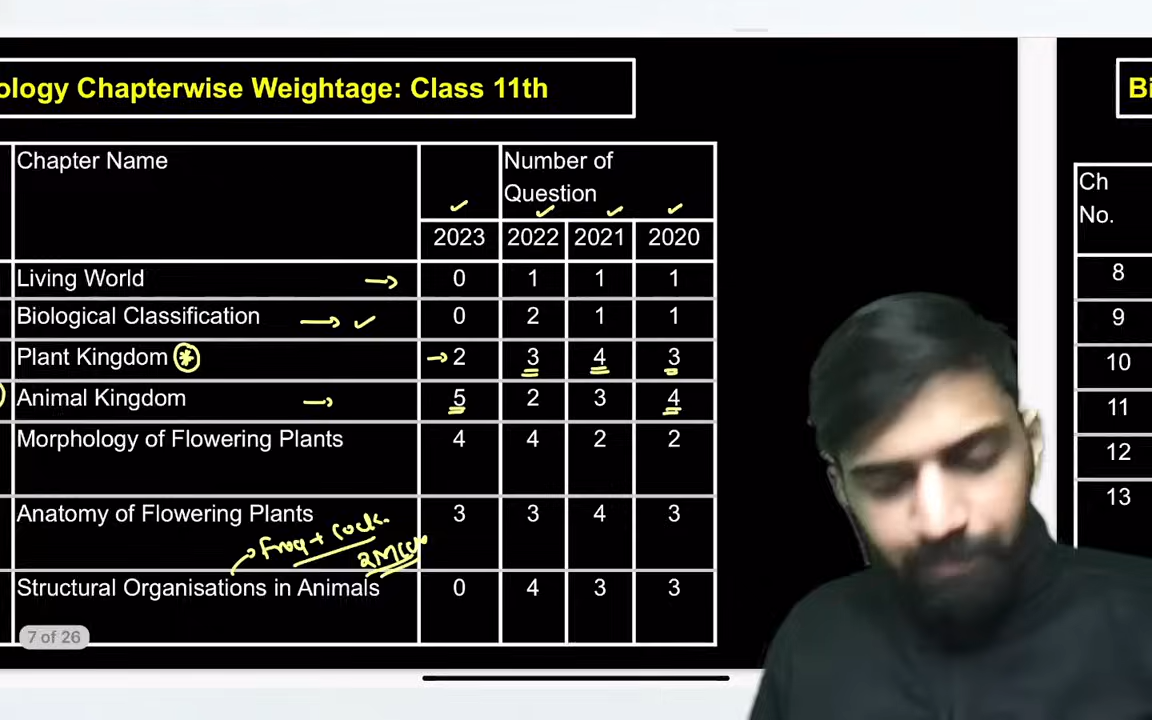 ology Chapterwise Weightage: Class 11th
Bi
Chapter Name
Number of
Question
2023 2022 2021 2020
Living World → 0 1 1 1
Biological Classification → ✓ 0 2 1 1
Plant Kingdom * → 2 3 4 3
Animal Kingdom → 5 2 3 4
Morphology of Flowering Plants 4 4 2 2
Anatomy of Flowering Plants 3 3 4 3
→ Frog + Cock.
Structural Organisations in Animals 0 4 3 3
7 of 26
Ch
No.
8
9
10
11
12
13